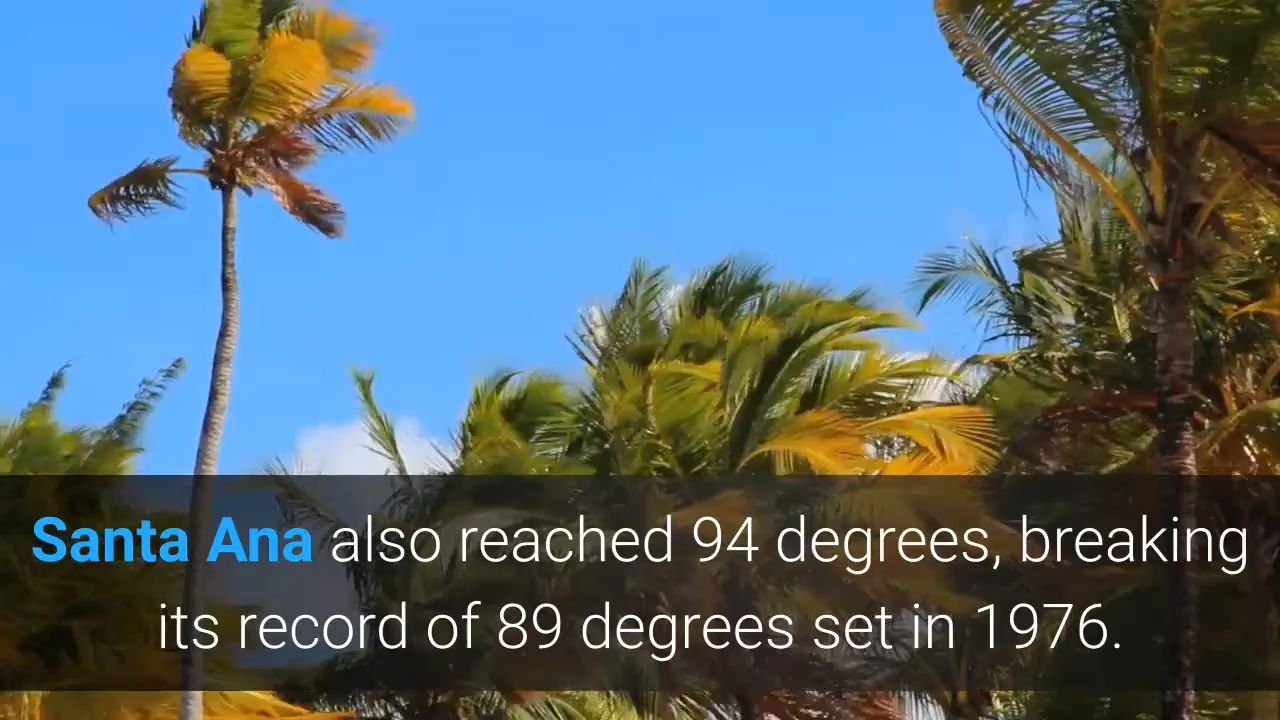 Santa Ana also reached 94 degrees, breaking
its record of 89 degrees set in 1976.